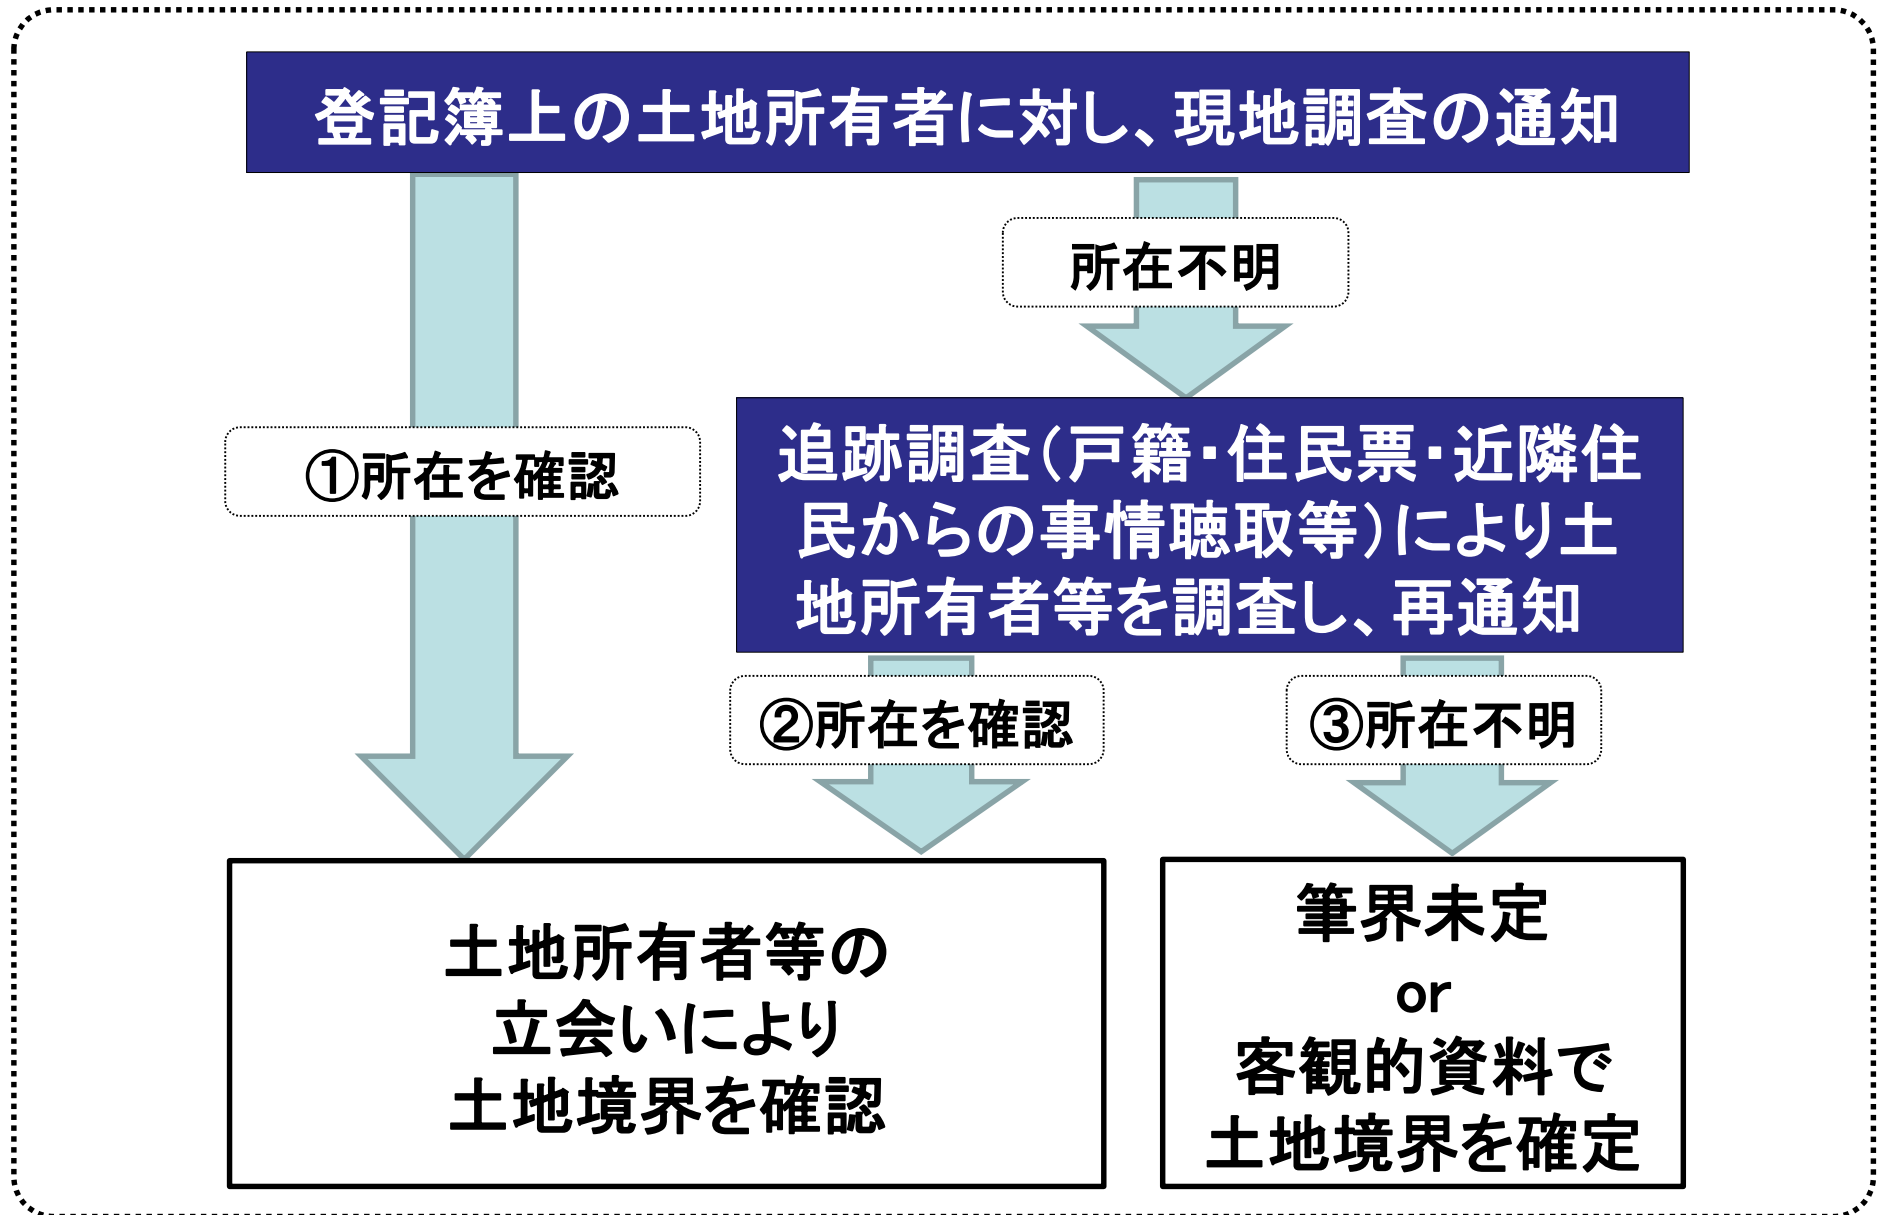 登記簿上の土地所有者に対し、現地調査の通知
所在不明
①所在を確認
追跡調査(戸籍・住民票・近隣住
民からの事情聴取等)により土
地所有者等を調査し、再通知
②所在を確認
③所在不明
土地所有者等の
立会いにより
土地境界を確認
筆界未定
or
客観的資料で
土地境界を確定